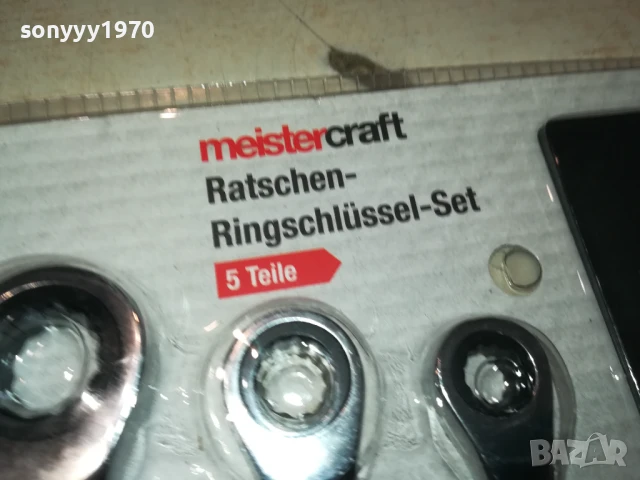 sonyyy1970
meistercraft
Ratschen-
Ringschlüssel-Set
5 Teile
BAZAR